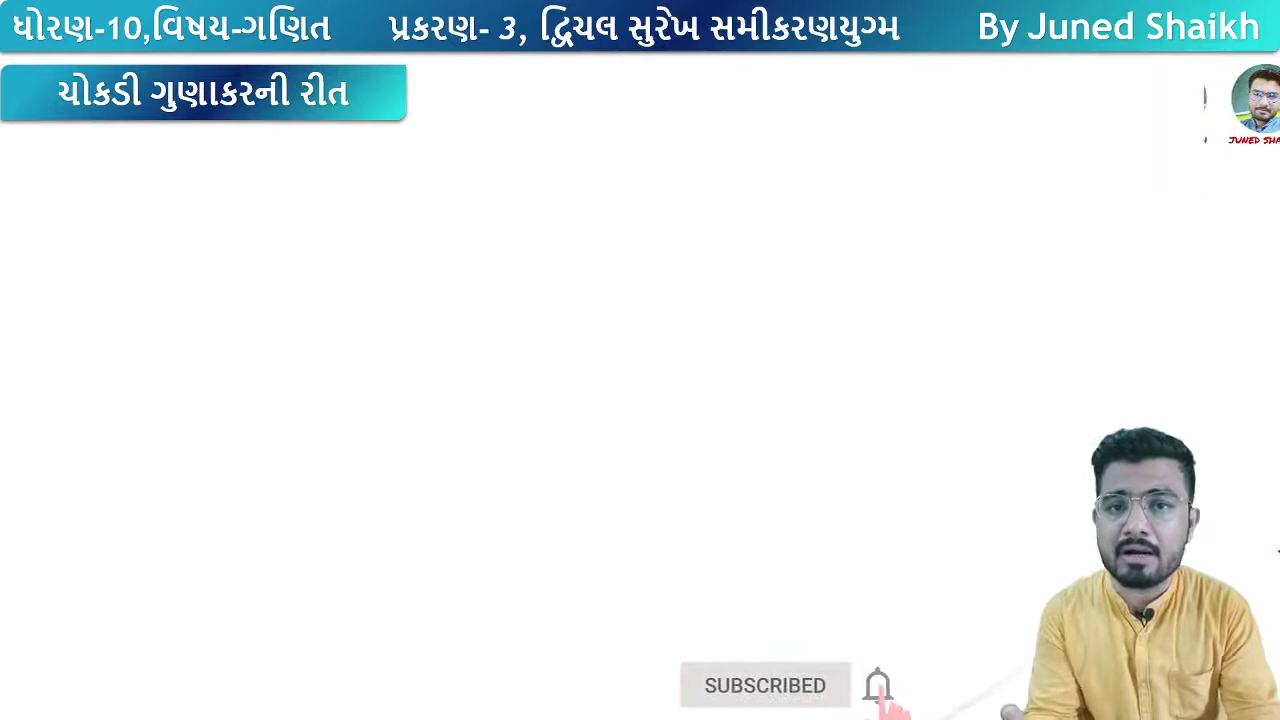 ધોરણ-10,વિષય-ગણિત પ્રકરણ- 3, દ્વિચલ સુરેખ સમીકરણયુગ્મ By Juned Shaikh
ચોકડી ગુણાકરની રીત
SUBSCRIBED